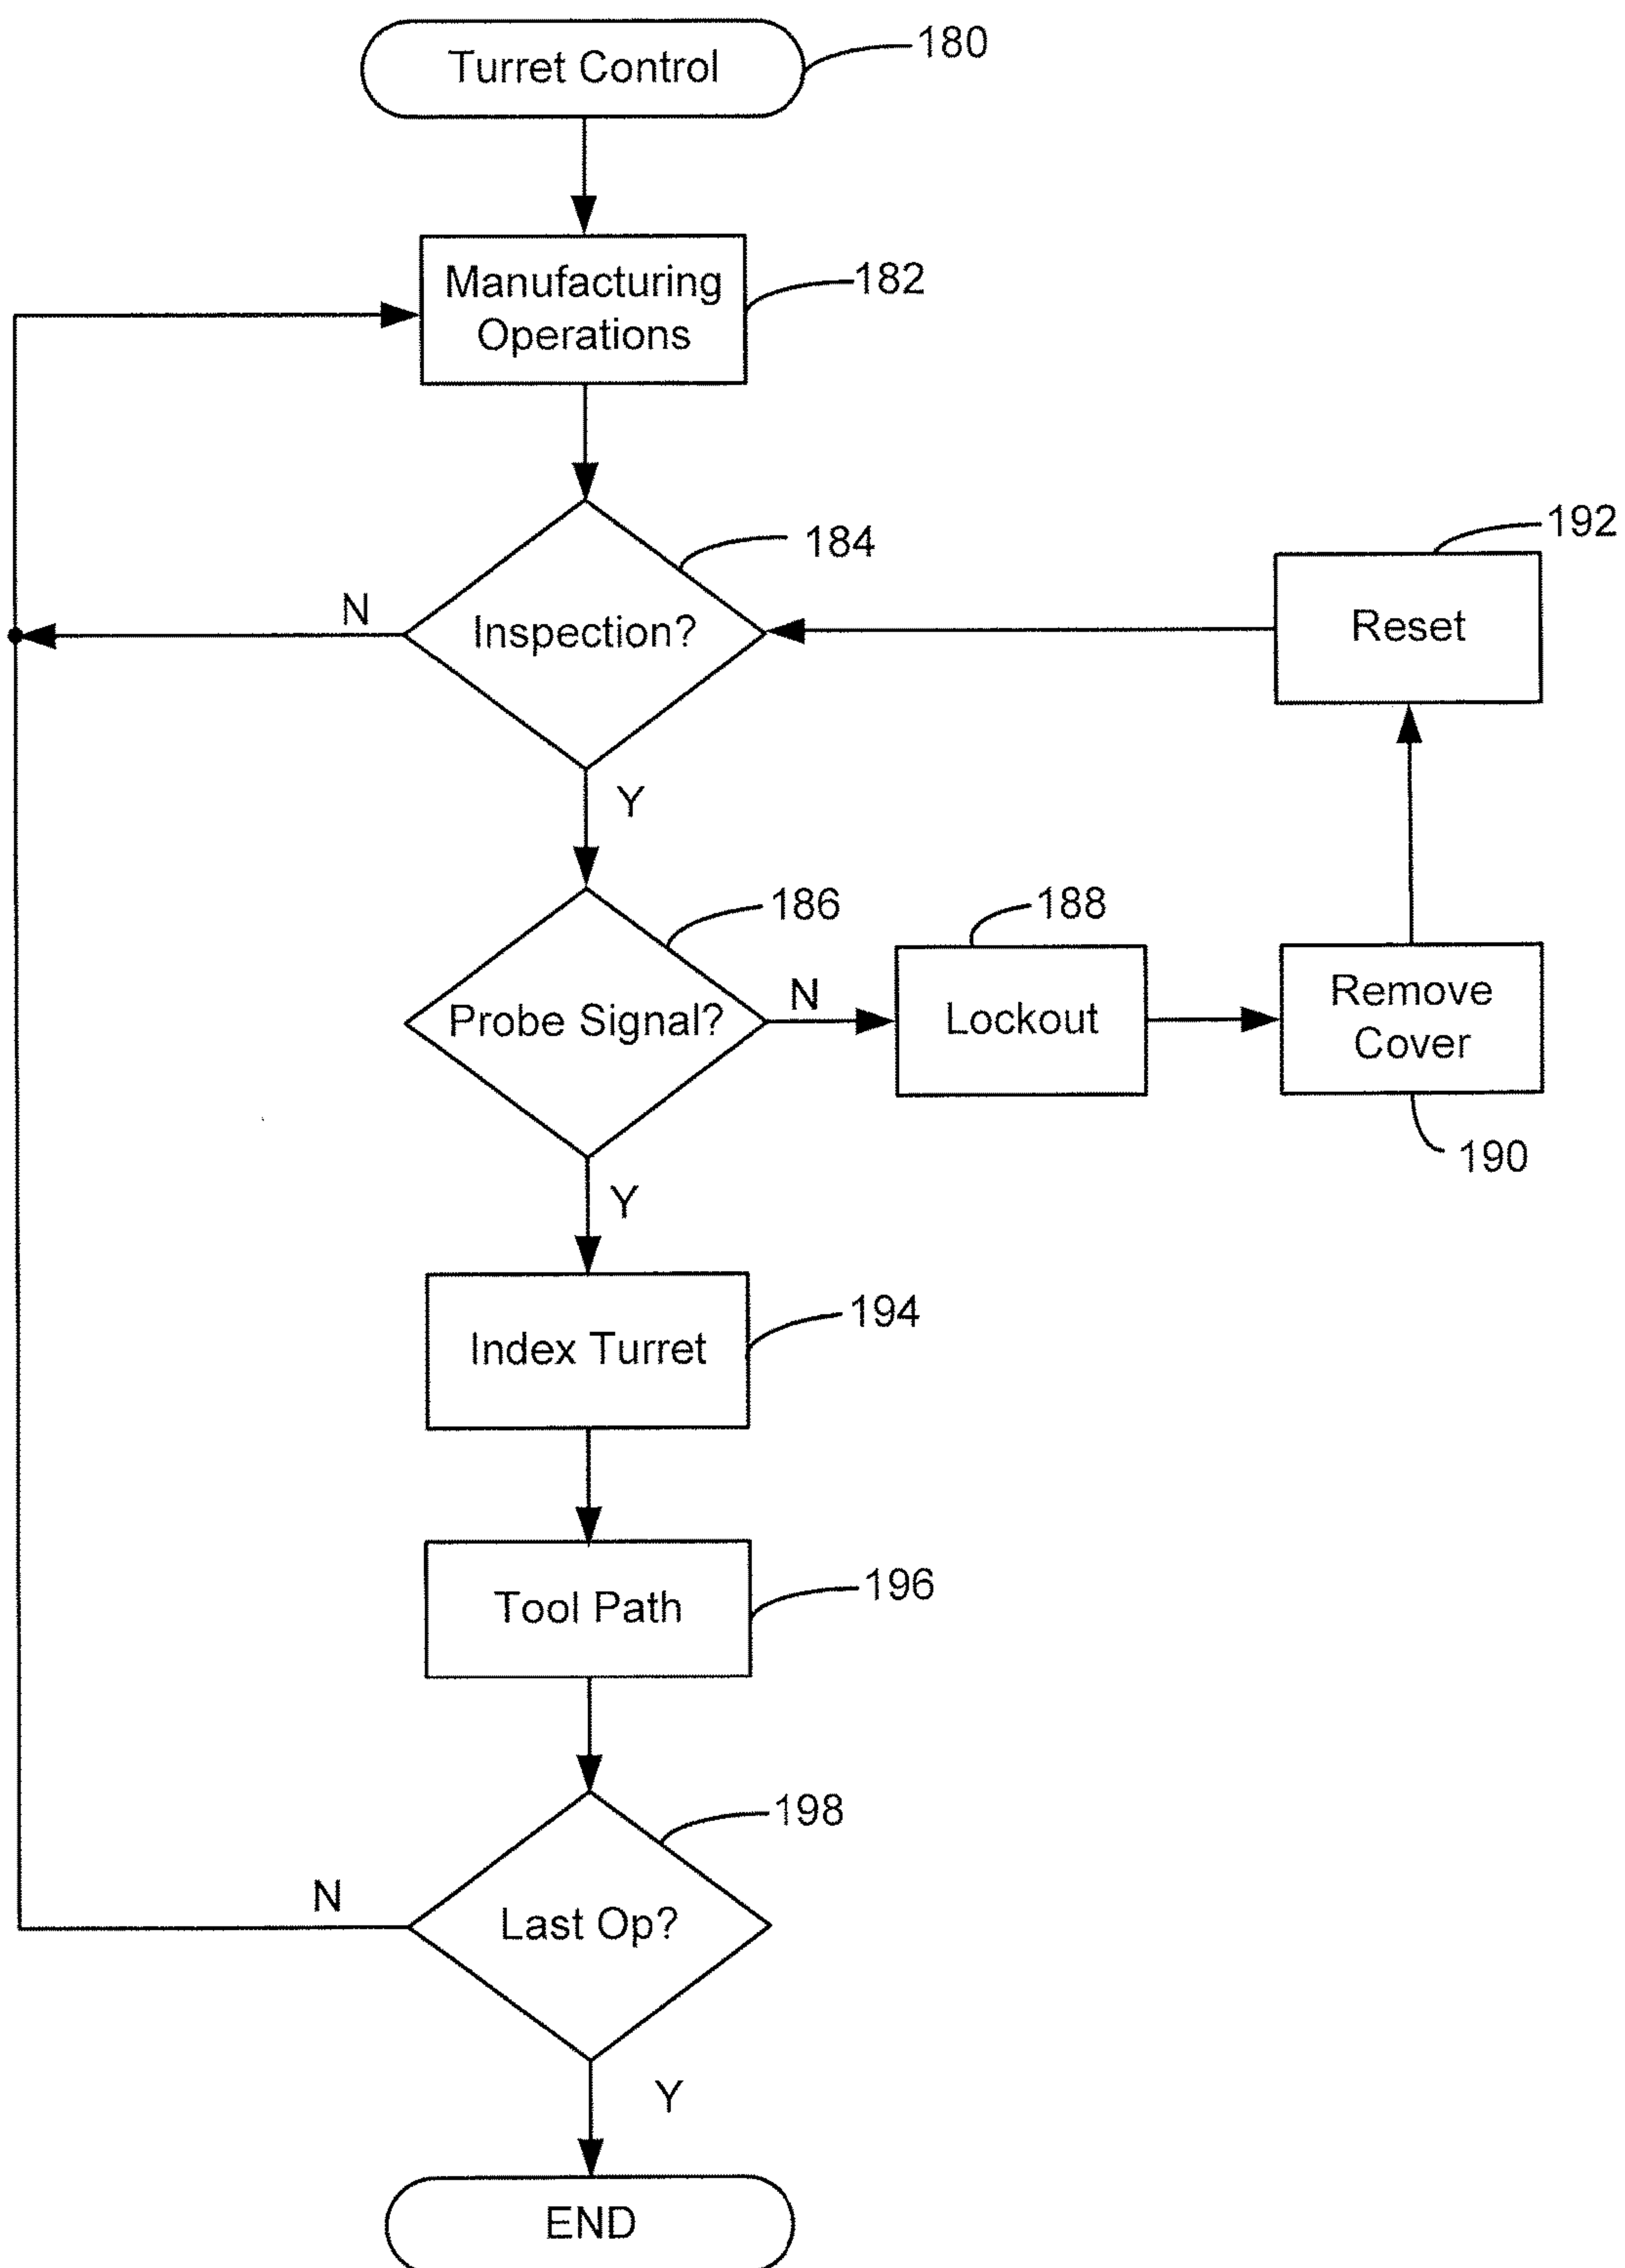 Turret Control
180
Manufacturing
Operations
182
Inspection?
184
N
Y
Reset
192
Probe Signal?
186
N
Y
Lockout
188
Remove
Cover
190
Index Turret
194
Tool Path
196
Last Op?
198
N
Y
END